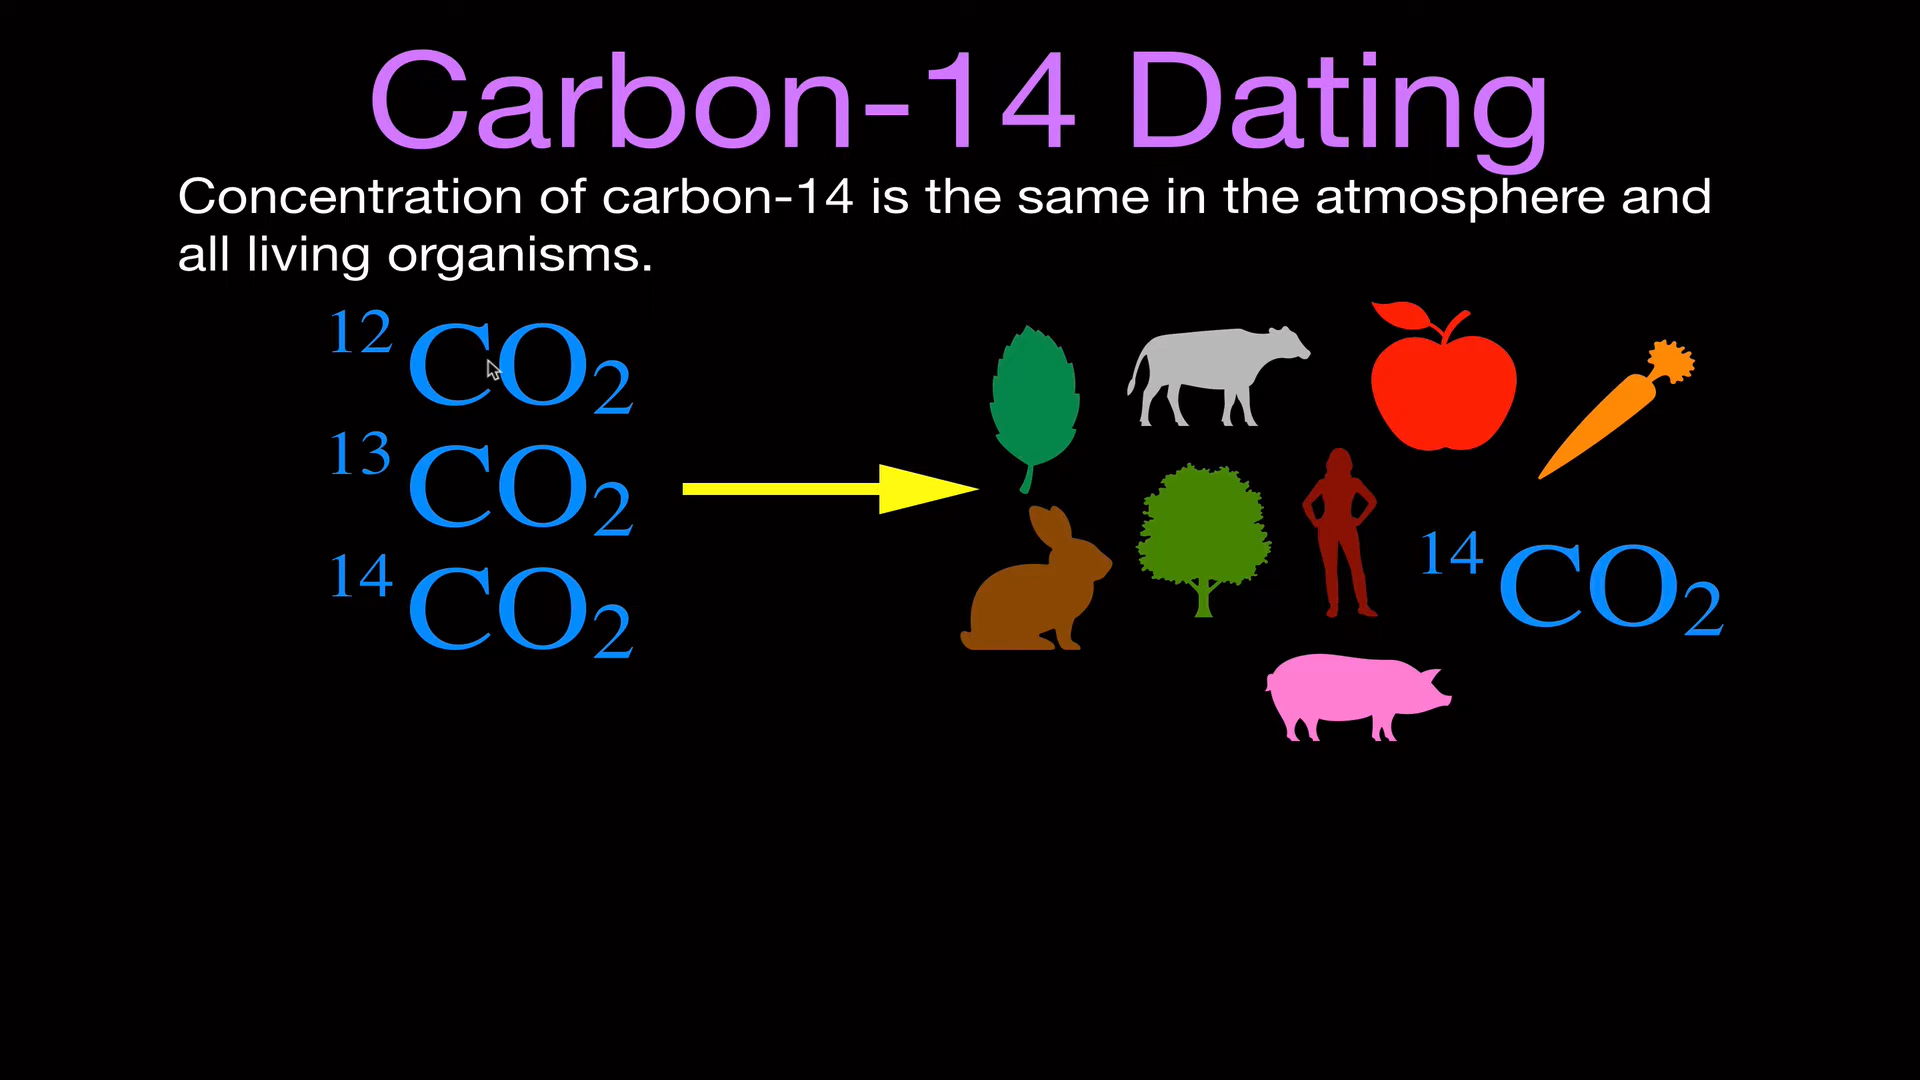 Carbon-14 Dating
Concentration of carbon-14 is the same in the atmosphere and
all living organisms.
¹²CO₂
¹³CO₂
¹⁴CO₂
¹⁴CO₂